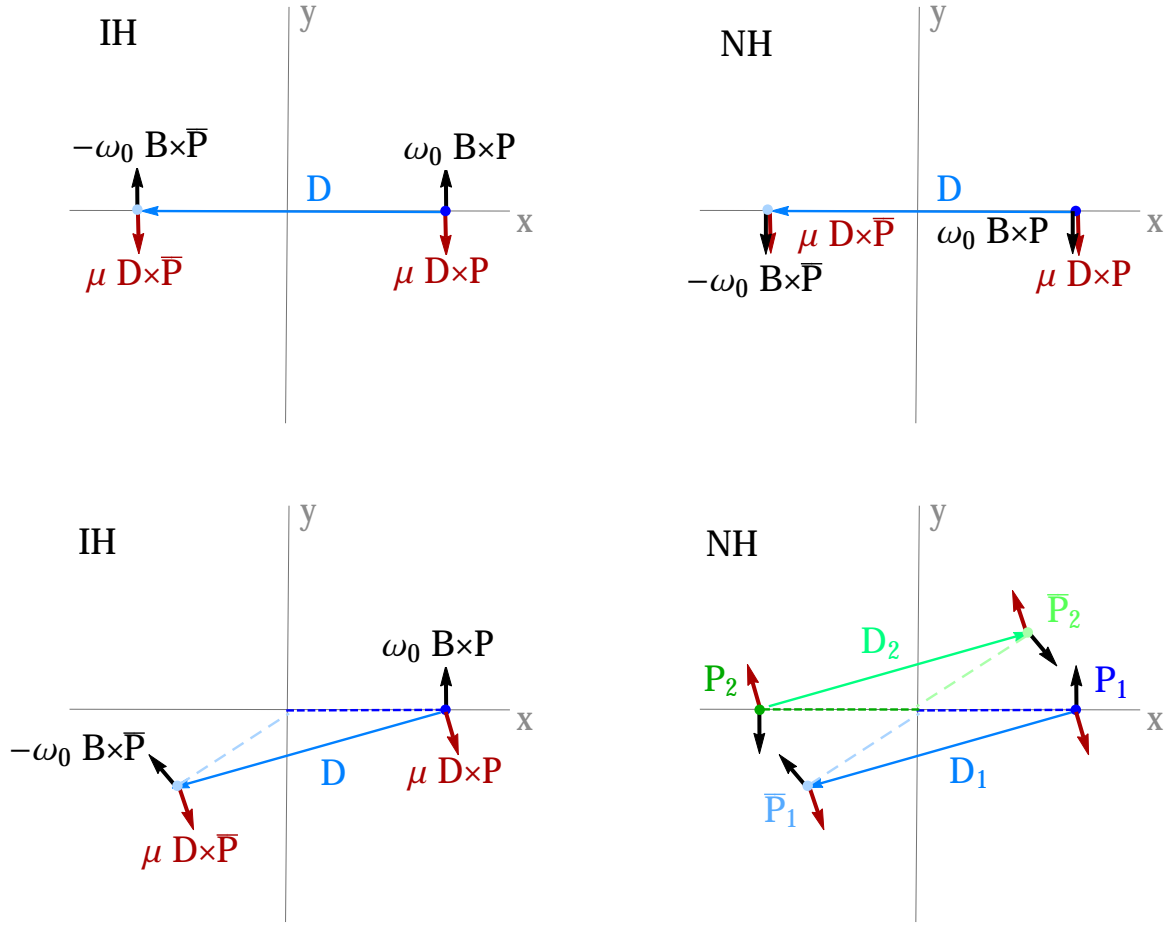 IH
y
−ω₀ B×P̅
ω₀ B×P
D
x
μ D×P̅
μ D×P
NH
y
D
x
μ D×P̅
ω₀ B×P
−ω₀ B×P̅
μ D×P
IH
y
ω₀ B×P
x
−ω₀ B×P̅
D
μ D×P
μ D×P̅
NH
y
P̅₂
D₂
P₂
P₁
x
D₁
P̅₁